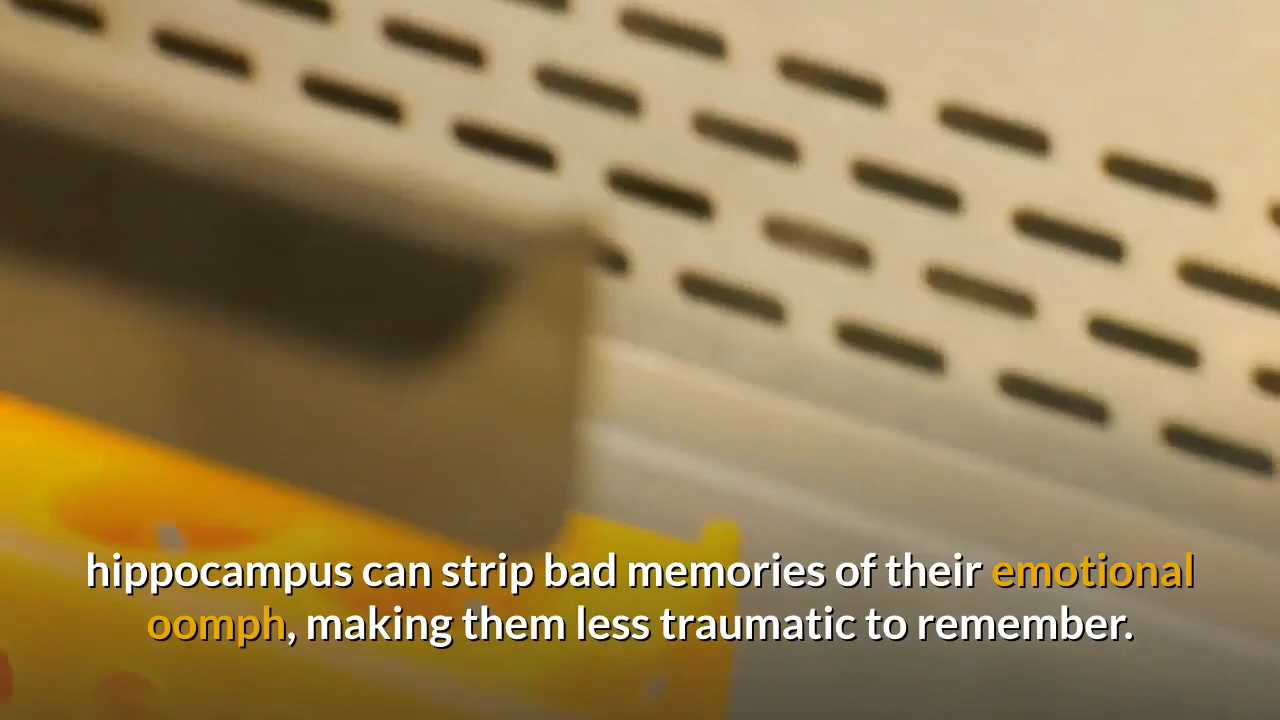 hippocampus can strip bad memories of their emotional
oomph, making them less traumatic to remember.